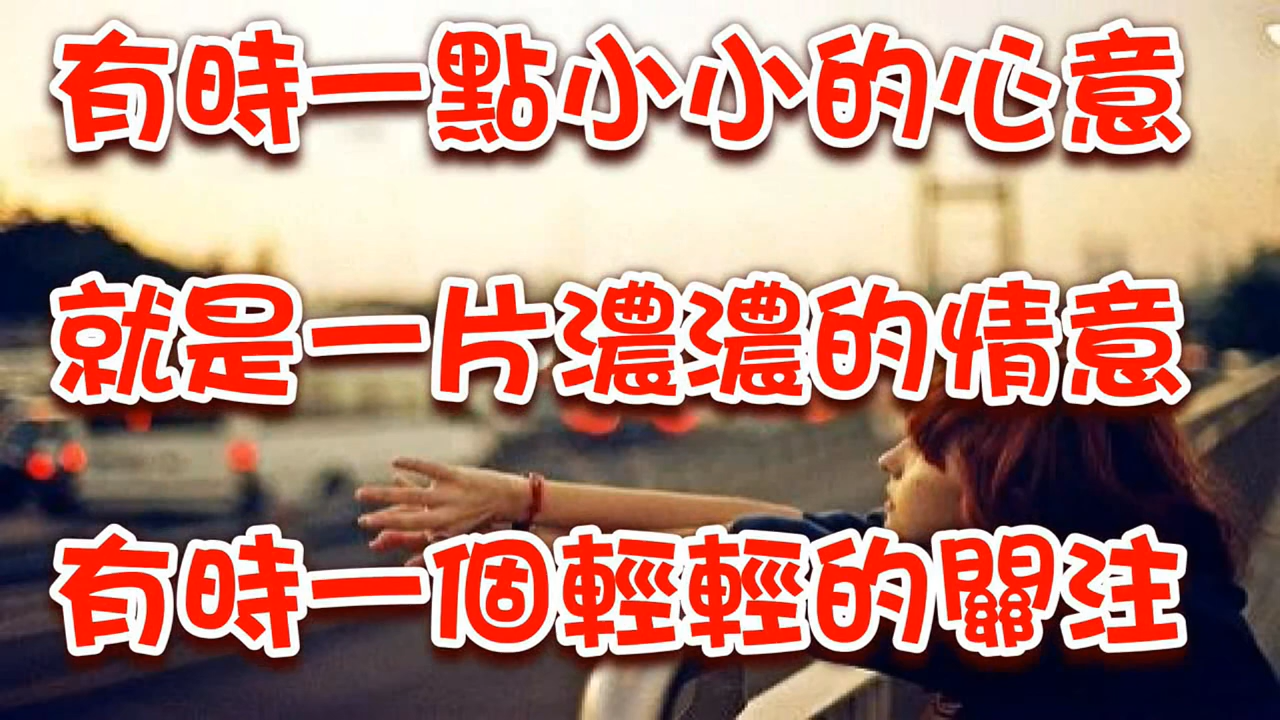 有時一點小小的心意
就是一片濃濃的情意
有時一個輕輕的關注